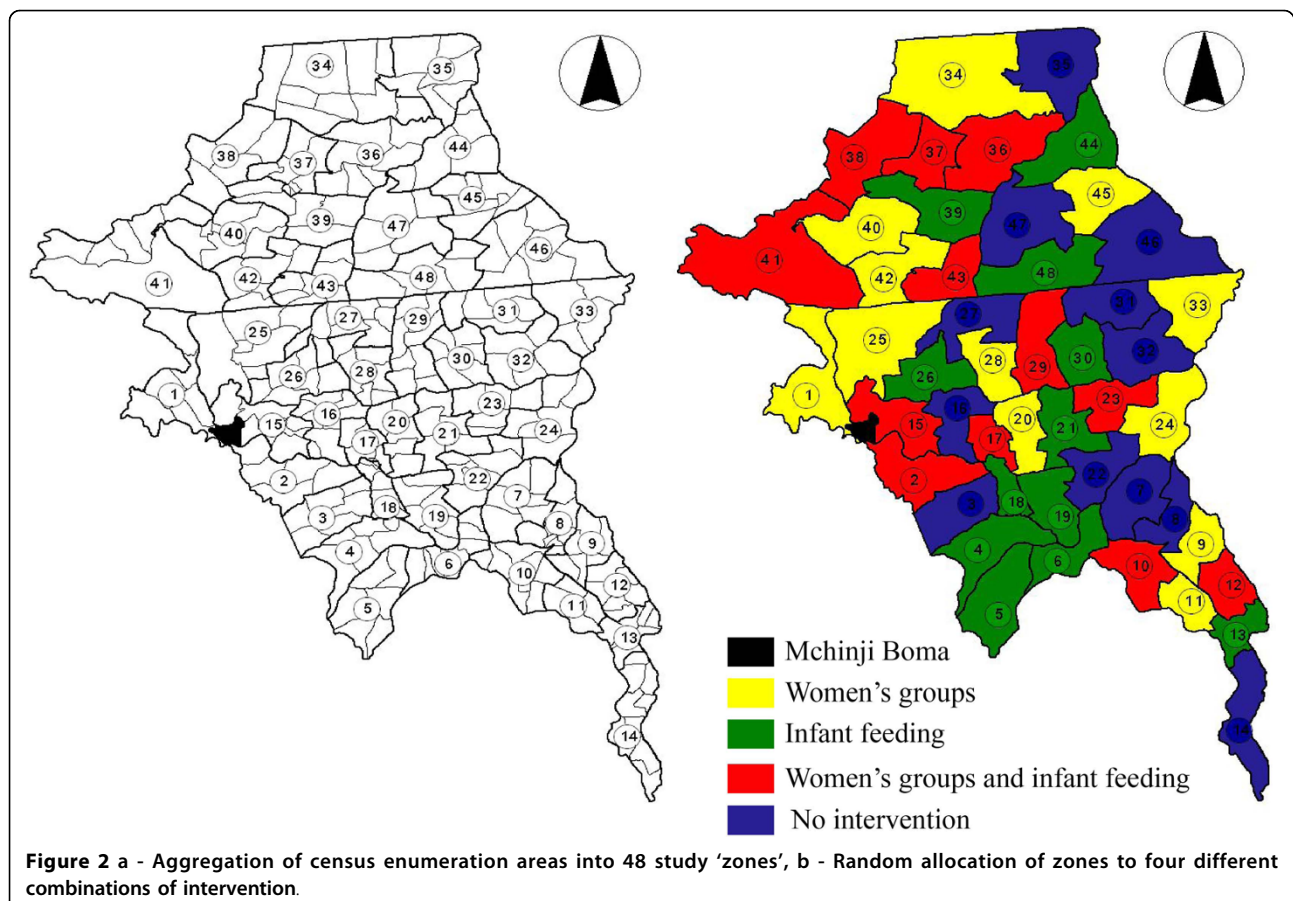 34 35
38 37 36 44
45
40 39 47 46
41 42 43 48
25 27 29 31 33
26 28 30 32
1 15 16 20 23
17 21 24
2 22
3 18 19 7
4 8 9
6 10 12
5 11
13
14
34 35
38 37 36 44
45
40 39 47 46
41 42 43 48
25 27 31 33
28 29 30 32
26
1 15 16 20 23
17 21 24
2 22
3 18 19 7 8
4 9
6 10 12
5 11
13
14
Mchinji Boma
Women's groups
Infant feeding
Women's groups and infant feeding
No intervention
Figure 2 a - Aggregation of census enumeration areas into 48 study ‘zones’, b - Random allocation of zones to four different
combinations of intervention.